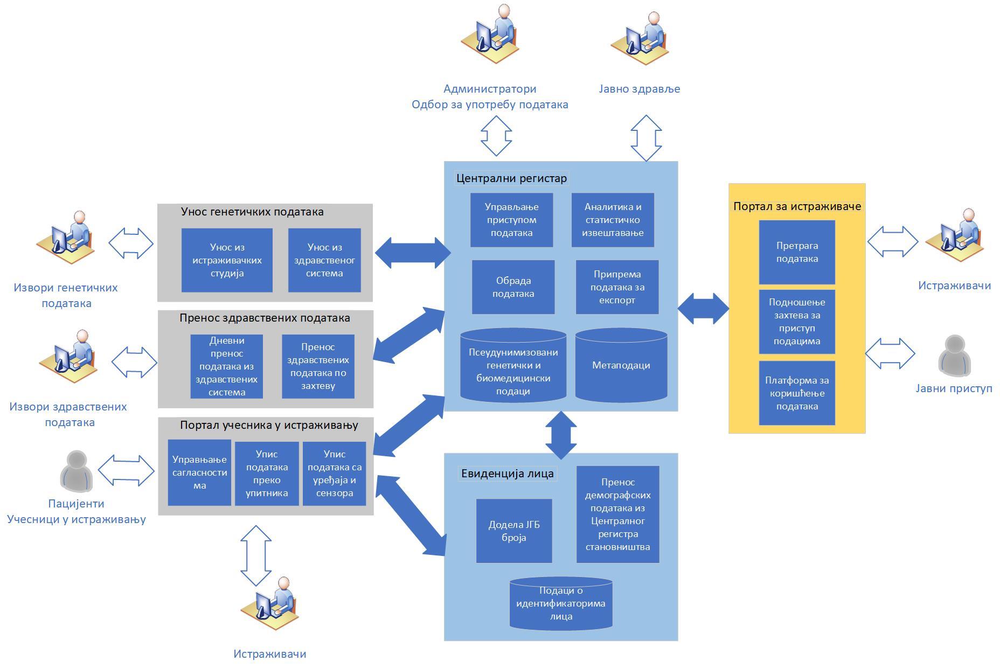 Администратори
Одбор за употребу података
Јавно здравље
Извори генетичких
података
Извори здравствених
података
Пацијенти
Учесници у истраживању
Унос генетичких података
Унос из
истраживачких
студија
Унос из
здравственог
система
Пренос здравствених података
Дневни
пренос
података из
здравствених
система
Пренос
здравствених
података по
захтеву
Портал учесника у истраживању
Управњање
сагласности
ма
Упис
података
преко
упитника
Упис
података са
уређаја и
сензора
Истраживачи
Централни регистар
Управљање
приступом
података
Аналитика и
статистичко
извештавање
Обрада
података
Припрема
података за
експорт
Псеудунимизовани
генетички и
биомедицински
подаци
Метаподаци
Евиденција лица
Додела ЈГБ
броја
Пренос
демографских
података из
Централног
регистра
становништва
Подаци о
идентификаторима
лица
Портал за истраживаче
Претрага
података
Подношење
захтева за
приступ
подацима
Платформа за
коришћење
података
Истраживачи
Јавни приступ